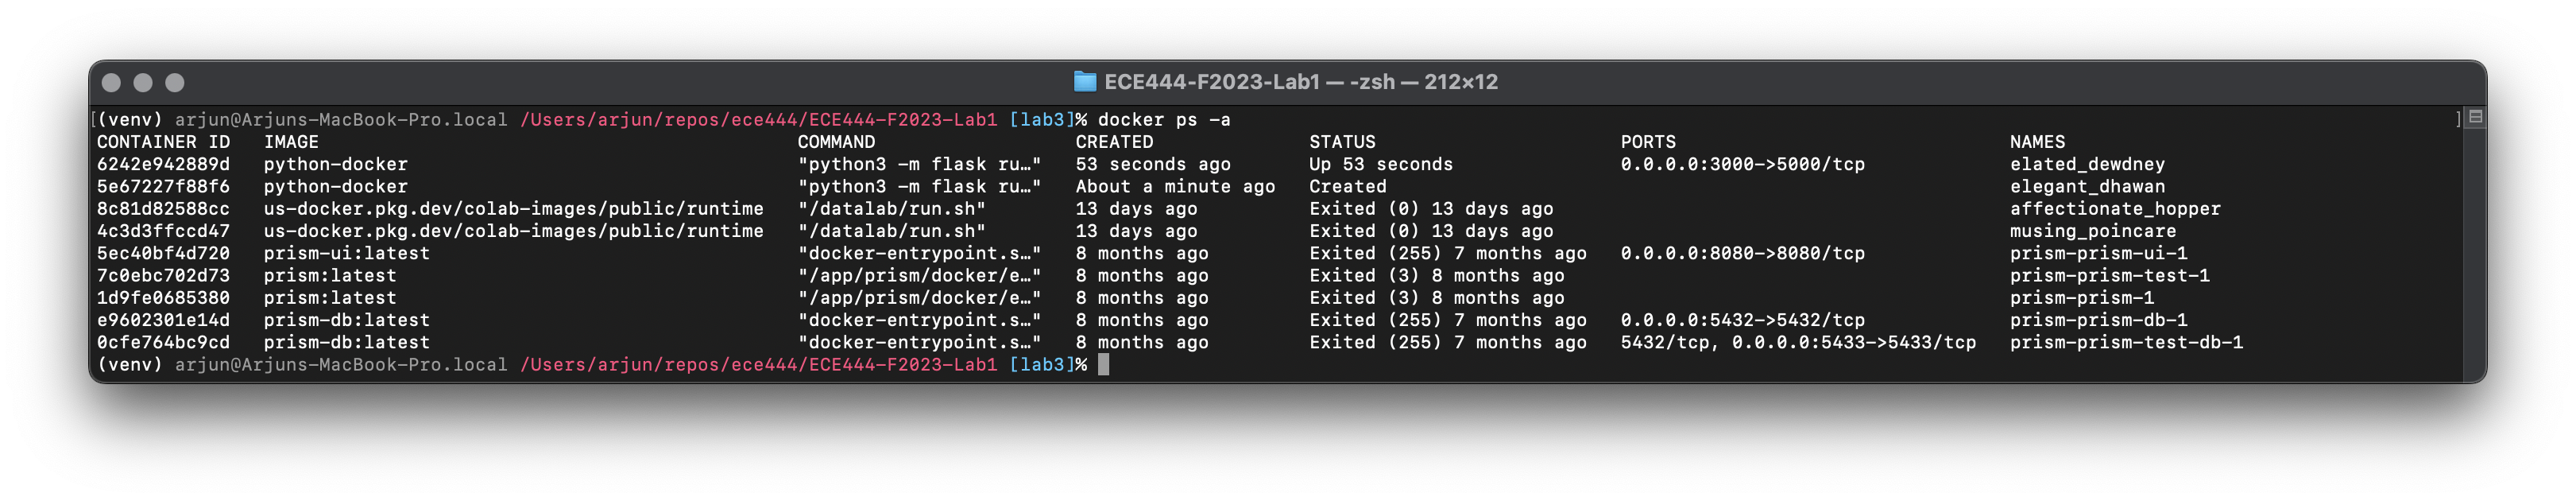 ECE444-F2023-Lab1 — -zsh — 212×12
[(venv) arjun@Arjuns-MacBook-Pro.local /Users/arjun/repos/ece444/ECE444-F2023-Lab1 [lab3]% docker ps -a ]
CONTAINER ID   IMAGE   COMMAND   CREATED   STATUS   PORTS   NAMES
6242e942889d   python-docker   "python3 -m flask ru…"   53 seconds ago   Up 53 seconds   0.0.0.0:3000->5000/tcp   elated_dewdney
5e67227f88f6   python-docker   "python3 -m flask ru…"   About a minute ago   Created   elegant_dhawan
8c81d82588cc   us-docker.pkg.dev/colab-images/public/runtime   "/datalab/run.sh"   13 days ago   Exited (0) 13 days ago   affectionate_hopper
4c3d3ffccd47   us-docker.pkg.dev/colab-images/public/runtime   "/datalab/run.sh"   13 days ago   Exited (0) 13 days ago   musing_poincare
5ec40bf4d720   prism-ui:latest   "docker-entrypoint.s…"   8 months ago   Exited (255) 7 months ago   0.0.0.0:8080->8080/tcp   prism-prism-ui-1
7c0ebc702d73   prism:latest   "/app/prism/docker/e…"   8 months ago   Exited (3) 8 months ago   prism-prism-test-1
1d9fe0685380   prism:latest   "/app/prism/docker/e…"   8 months ago   Exited (3) 8 months ago   prism-prism-1
e9602301e14d   prism-db:latest   "docker-entrypoint.s…"   8 months ago   Exited (255) 7 months ago   0.0.0.0:5432->5432/tcp   prism-prism-db-1
0cfe764bc9cd   prism-db:latest   "docker-entrypoint.s…"   8 months ago   Exited (255) 7 months ago   5432/tcp, 0.0.0.0:5433->5433/tcp   prism-prism-test-db-1
(venv) arjun@Arjuns-MacBook-Pro.local /Users/arjun/repos/ece444/ECE444-F2023-Lab1 [lab3]%